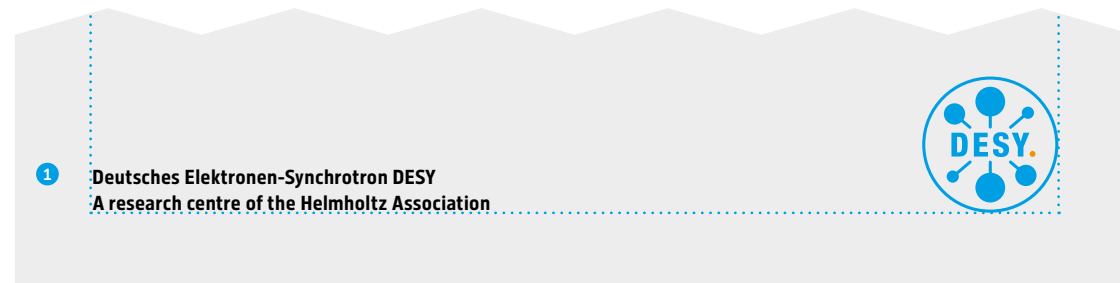 DESY.
1
Deutsches Elektronen-Synchrotron DESY
A research centre of the Helmholtz Association